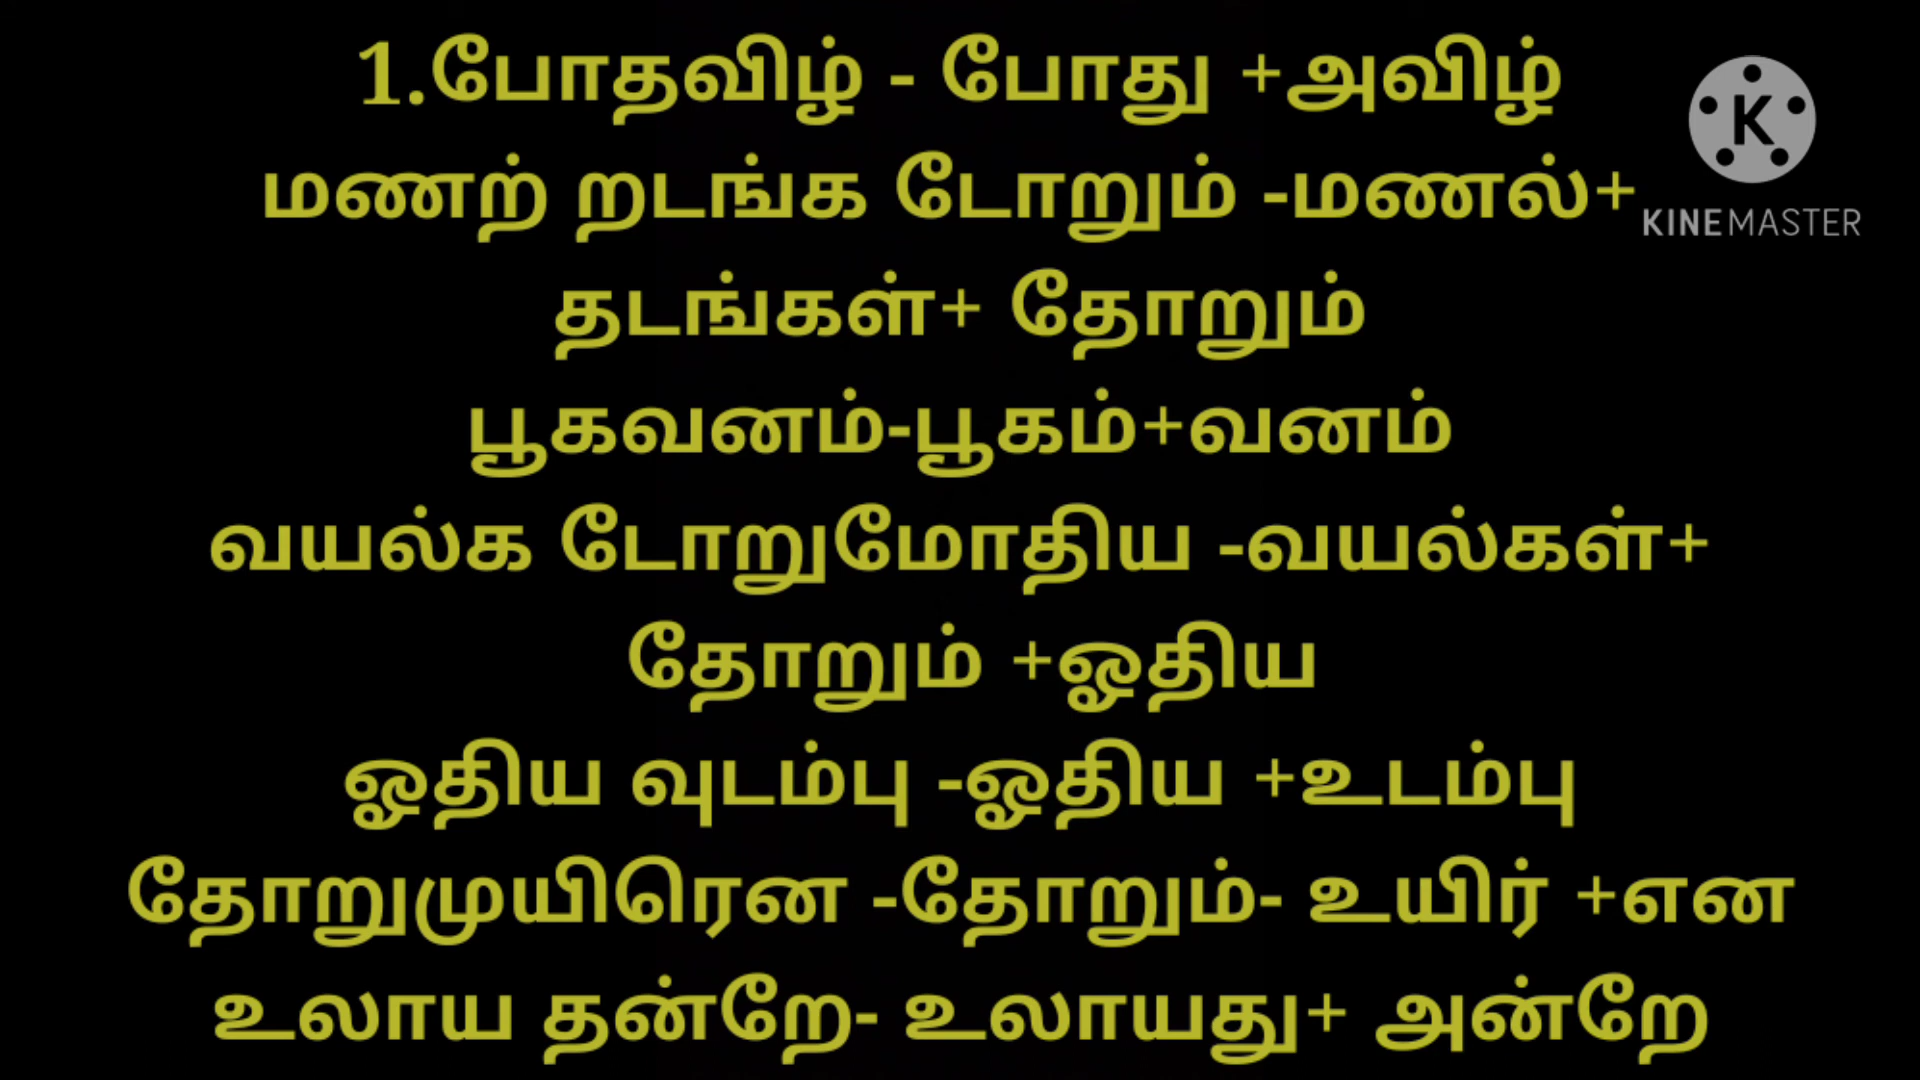 1.போதவிழ் - போது +அவிழ்
மணற் றடங்க டோறும் -மணல்+
தடங்கள்+ தோறும்
பூகவனம்-பூகம்+வனம்
வயல்க டோறுமோதிய -வயல்கள்+
தோறும் +ஓதிய
ஓதிய வுடம்பு -ஓதிய +உடம்பு
தோறுமுயிரென -தோறும்- உயிர் +என
உலாய தன்றே- உலாயது+ அன்றே
K
KINEMASTER